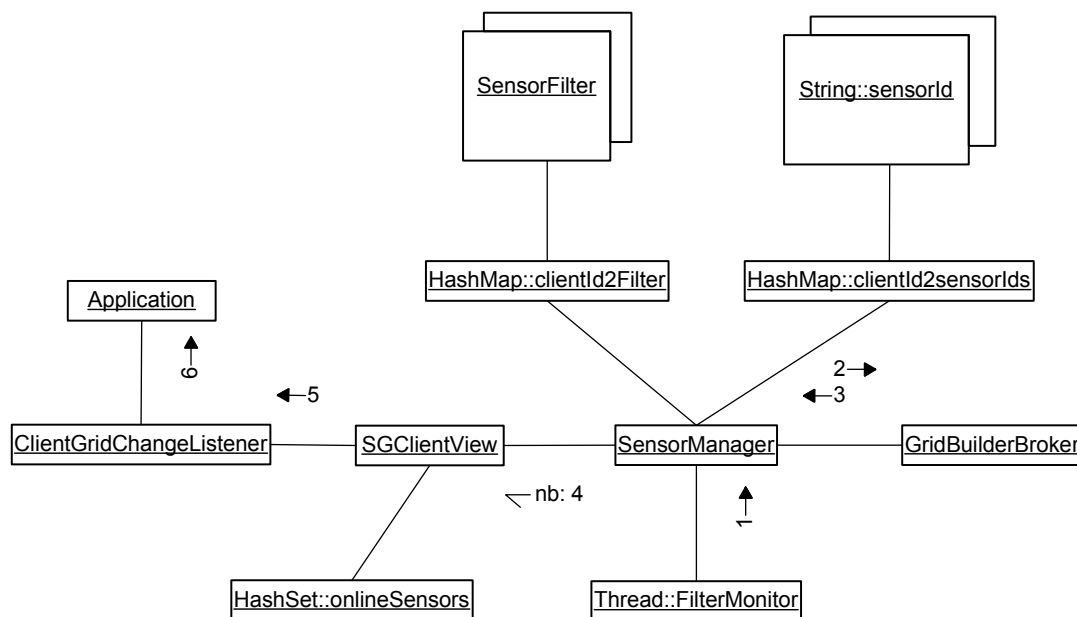 SensorFilter
String::sensorId
HashMap::clientId2Filter
HashMap::clientId2sensorIds
Application
6
2
5
3
ClientGridChangeListener
SGClientView
SensorManager
GridBuilderBroker
nb: 4
1
HashSet::onlineSensors
Thread::FilterMonitor